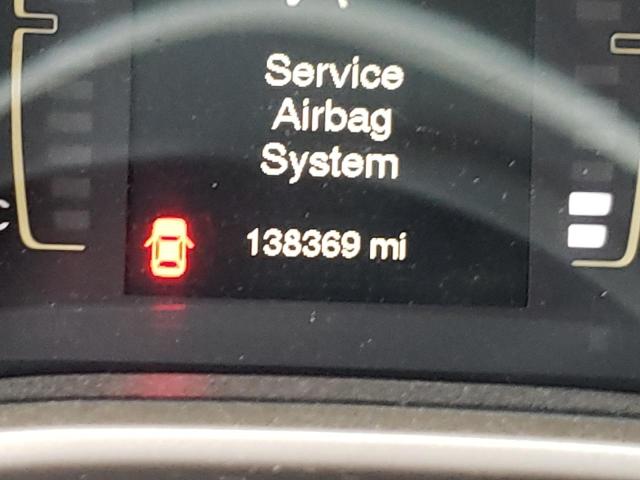 Service
Airbag
System
138369 mi